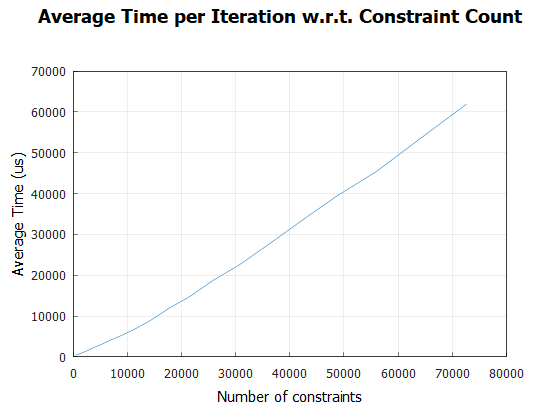 Average Time per Iteration w.r.t. Constraint Count
70000
60000
50000
40000
30000
20000
10000
0
Average Time (us)
0 10000 20000 30000 40000 50000 60000 70000 80000
Number of constraints